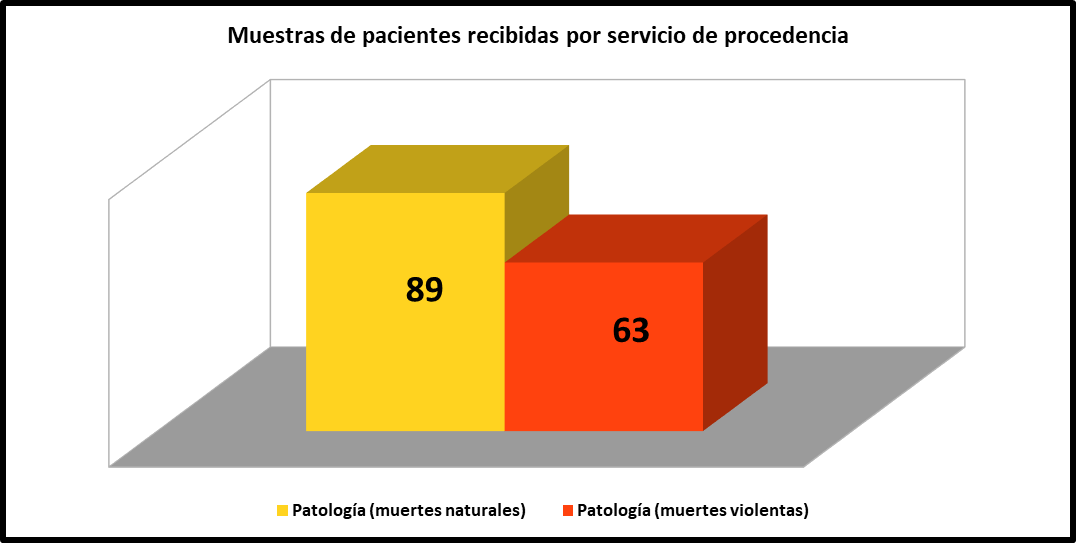 Muestras de pacientes recibidas por servicio de procedencia
89
63
Patología (muertes naturales)
Patología (muertes violentas)